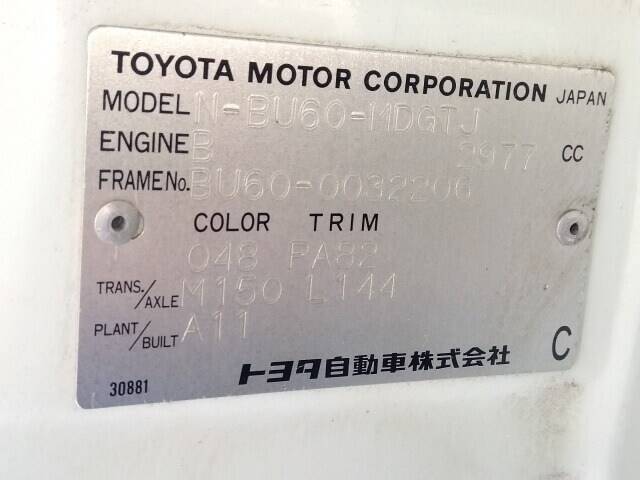 TOYOTA MOTOR CORPORATION JAPAN
MODEL N-BU60-MDGTJ
ENGINE B 2977 CC
FRAME No. BU60-0032206
COLOR TRIM
048 PA82
TRANS./AXLE M150 L144
PLANT/BUILT A11
トヨタ自動車株式会社 C
30881